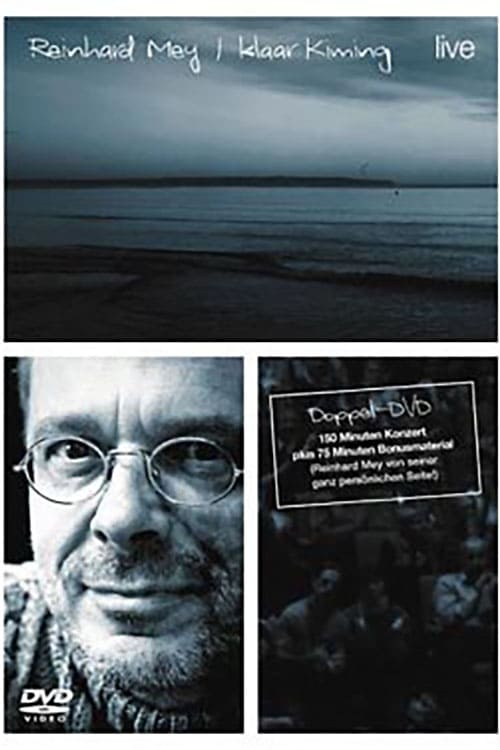 Reinhard Mey / klaar Kiming live
Doppel-DVD
150 Minuten Konzert
plus 75 Minuten Bonusmaterial
(Reinhard Mey von seiner
ganz persönlichen Seite!)
DVD
VIDEO